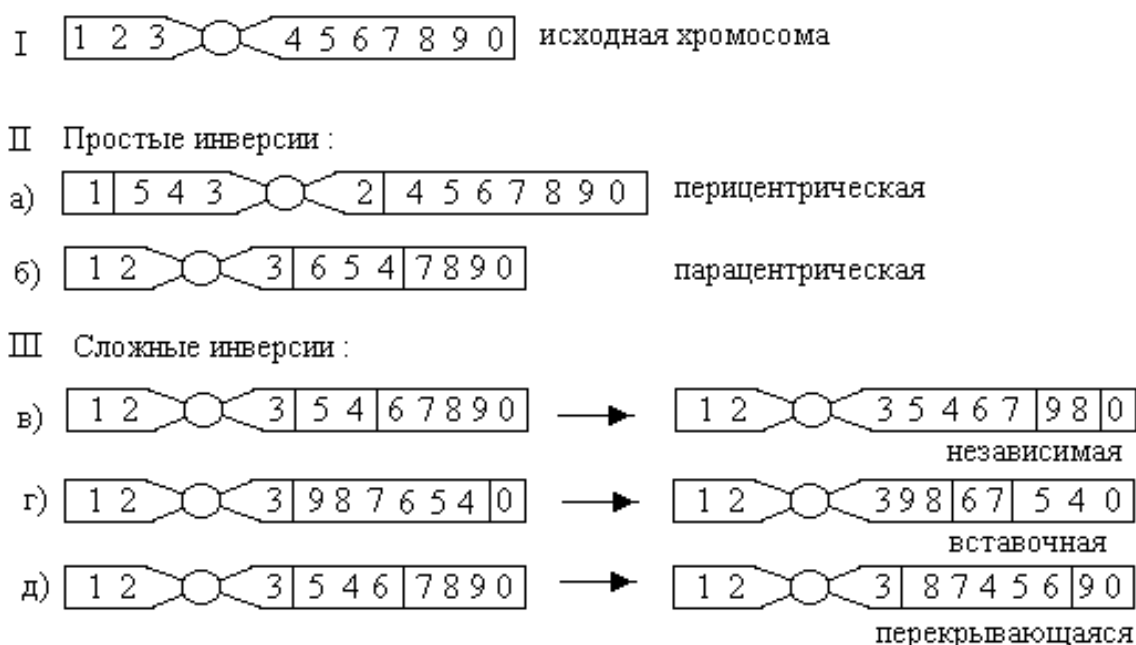 I 1 2 3 4 5 6 7 8 9 0 исходная хромосома
II Простые инверсии :
а) 1 5 4 3 2 4 5 6 7 8 9 0 перицентрическая
б) 1 2 3 6 5 4 7 8 9 0 парацентрическая
III Сложные инверсии :
в) 1 2 3 5 4 6 7 8 9 0 1 2 3 5 4 6 7 9 8 0
независимая
г) 1 2 3 9 8 7 6 5 4 0 1 2 3 9 8 6 7 5 4 0
вставочная
д) 1 2 3 5 4 6 7 8 9 0 1 2 3 8 7 4 5 6 9 0
перекрывающаяся